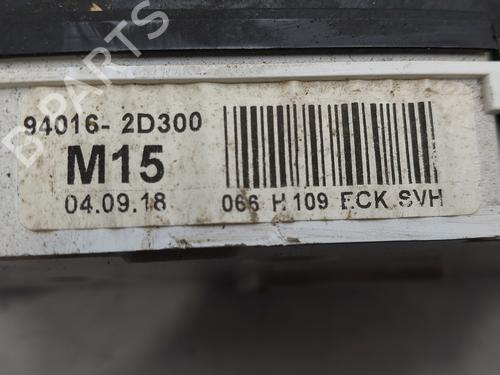 B-PARTS
94016- 2D300
M15
04.09.18
066 H 109 ECK SVH